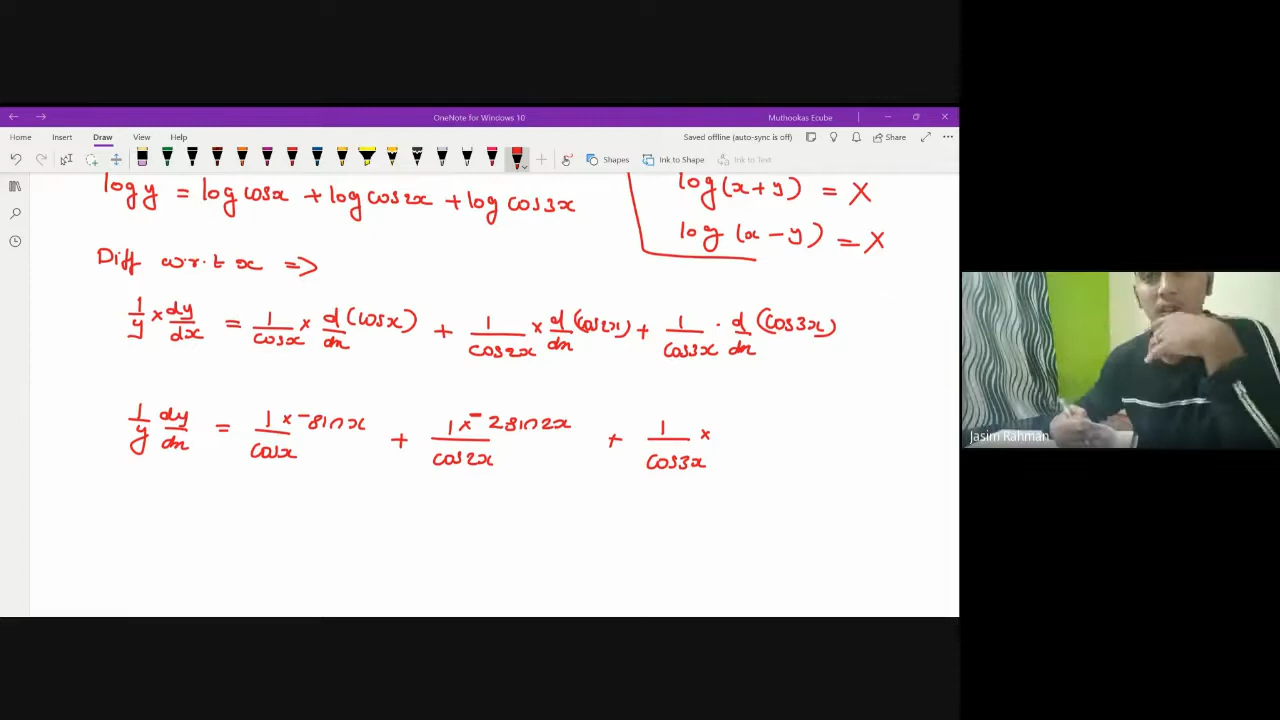 OneNote for Windows 10
Muthookas Ecube
Home Insert Draw View Help
Saved offline (auto-sync is off)
Share
Shapes
Ink to Shape
Ink to Text
log y = log cosx + log cos2x + log cos3x
log(x + y) = X
log (x − y) = X
Diff w.r.t x ⇒
1/y × dy/dx = 1/cosx × d/dx (cosx) + 1/cos2x × d/dx (cos2x) + 1/cos3x · d/dx (cos3x)
1/y dy/dx = 1/cosx × −sinx + 1/cos2x × −2sin2x + 1/cos3x ×
Jasim Rahman